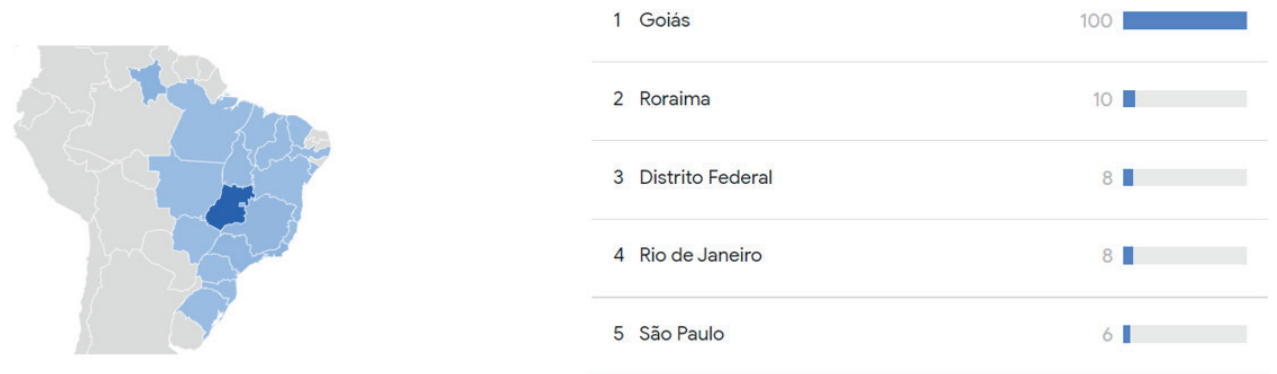 1 Goiás 100
2 Roraima 10
3 Distrito Federal 8
4 Rio de Janeiro 8
5 São Paulo 6